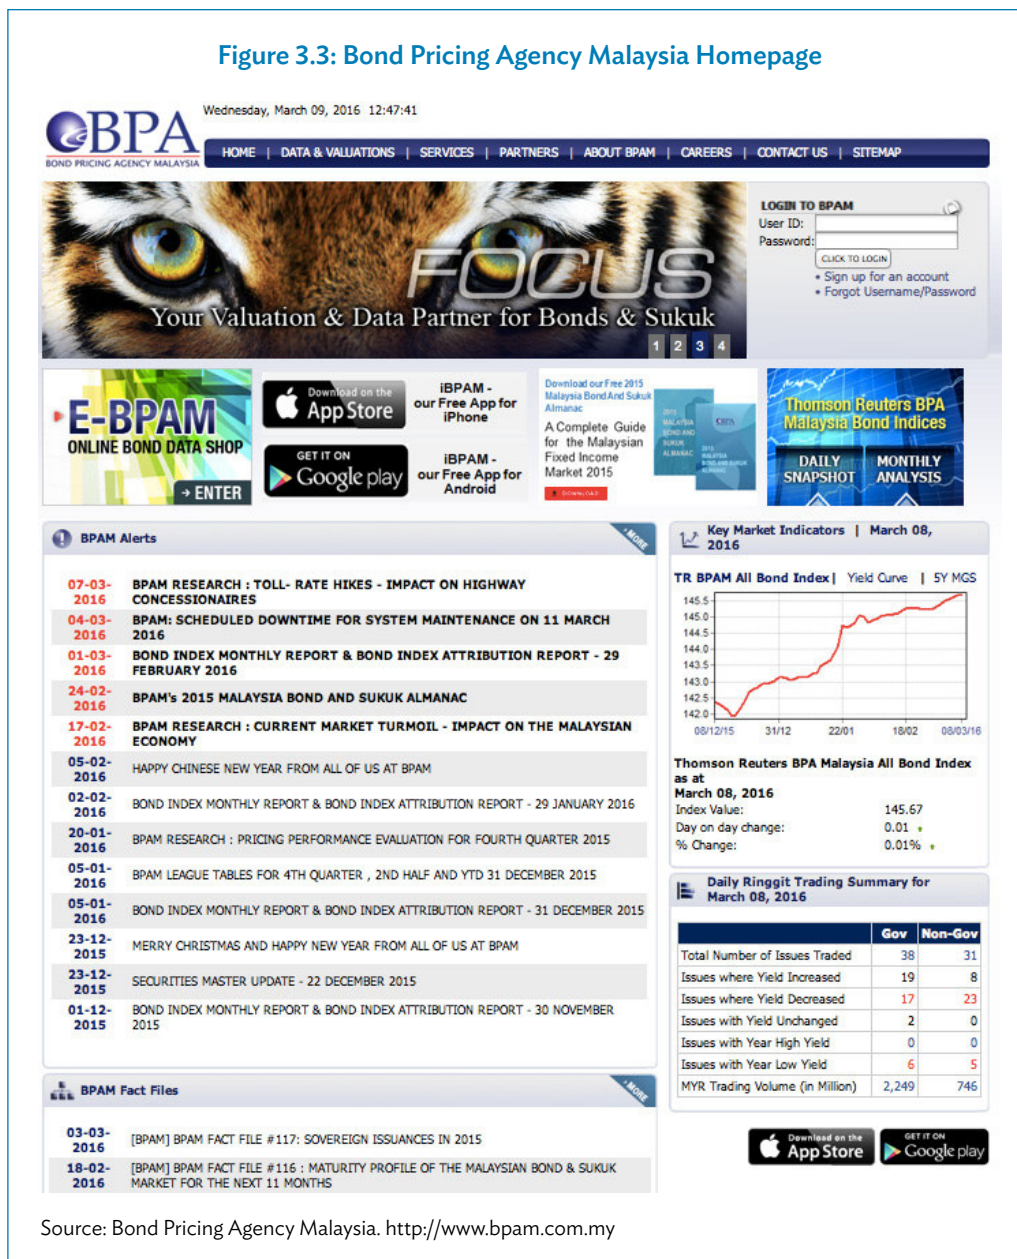 Figure 3.3: Bond Pricing Agency Malaysia Homepage
Wednesday, March 09, 2016 12:47:41
BPA
BOND PRICING AGENCY MALAYSIA
HOME | DATA & VALUATIONS | SERVICES | PARTNERS | ABOUT BPAM | CAREERS | CONTACT US | SITEMAP
FOCUS
Your Valuation & Data Partner for Bonds & Sukuk
1 2 3 4
LOGIN TO BPAM
User ID:
Password:
CLICK TO LOGIN
• Sign up for an account
• Forgot Username/Password
E-BPAM
ONLINE BOND DATA SHOP
ENTER
Download on the
App Store
iBPAM -
our Free App for
iPhone
GET IT ON
Google play
iBPAM -
our Free App for
Android
Download our Free 2015
Malaysia Bond And Sukuk
Almanac
A Complete Guide
for the Malaysian
Fixed Income
Market 2015
DOWNLOAD
2015
MALAYSIA
BOND AND
SUKUK
ALMANAC
2015
MALAYSIA
BOND AND SUKUK
ALMANAC
Thomson Reuters BPA
Malaysia Bond Indices
DAILY
SNAPSHOT
MONTHLY
ANALYSIS
BPAM Alerts
MORE
07-03-
2016
BPAM RESEARCH : TOLL- RATE HIKES - IMPACT ON HIGHWAY
CONCESSIONAIRES
04-03-
2016
BPAM: SCHEDULED DOWNTIME FOR SYSTEM MAINTENANCE ON 11 MARCH
2016
01-03-
2016
BOND INDEX MONTHLY REPORT & BOND INDEX ATTRIBUTION REPORT - 29
FEBRUARY 2016
24-02-
2016
BPAM's 2015 MALAYSIA BOND AND SUKUK ALMANAC
17-02-
2016
BPAM RESEARCH : CURRENT MARKET TURMOIL - IMPACT ON THE MALAYSIAN
ECONOMY
05-02-
2016
HAPPY CHINESE NEW YEAR FROM ALL OF US AT BPAM
02-02-
2016
BOND INDEX MONTHLY REPORT & BOND INDEX ATTRIBUTION REPORT - 29 JANUARY 2016
20-01-
2016
BPAM RESEARCH : PRICING PERFORMANCE EVALUATION FOR FOURTH QUARTER 2015
05-01-
2016
BPAM LEAGUE TABLES FOR 4TH QUARTER , 2ND HALF AND YTD 31 DECEMBER 2015
05-01-
2016
BOND INDEX MONTHLY REPORT & BOND INDEX ATTRIBUTION REPORT - 31 DECEMBER 2015
23-12-
2015
MERRY CHRISTMAS AND HAPPY NEW YEAR FROM ALL OF US AT BPAM
23-12-
2015
SECURITIES MASTER UPDATE - 22 DECEMBER 2015
01-12-
2015
BOND INDEX MONTHLY REPORT & BOND INDEX ATTRIBUTION REPORT - 30 NOVEMBER
2015
BPAM Fact Files
MORE
03-03-
2016
[BPAM] BPAM FACT FILE #117: SOVEREIGN ISSUANCES IN 2015
18-02-
2016
[BPAM] BPAM FACT FILE #116 : MATURITY PROFILE OF THE MALAYSIAN BOND & SUKUK
MARKET FOR THE NEXT 11 MONTHS
Key Market Indicators | March 08,
2016
TR BPAM All Bond Index | Yield Curve | 5Y MGS
145.5
145.0
144.5
144.0
143.5
143.0
142.5
142.0
08/12/15 31/12 22/01 18/02 08/03/16
Thomson Reuters BPA Malaysia All Bond Index
as at
March 08, 2016
Index Value: 145.67
Day on day change: 0.01
% Change: 0.01%
Daily Ringgit Trading Summary for
March 08, 2016
Gov Non-Gov
Total Number of Issues Traded 38 31
Issues where Yield Increased 19 8
Issues where Yield Decreased 17 23
Issues with Yield Unchanged 2 0
Issues with Year High Yield 0 0
Issues with Year Low Yield 6 5
MYR Trading Volume (in Million) 2,249 746
Download on the
App Store
GET IT ON
Google play
Source: Bond Pricing Agency Malaysia. http://www.bpam.com.my